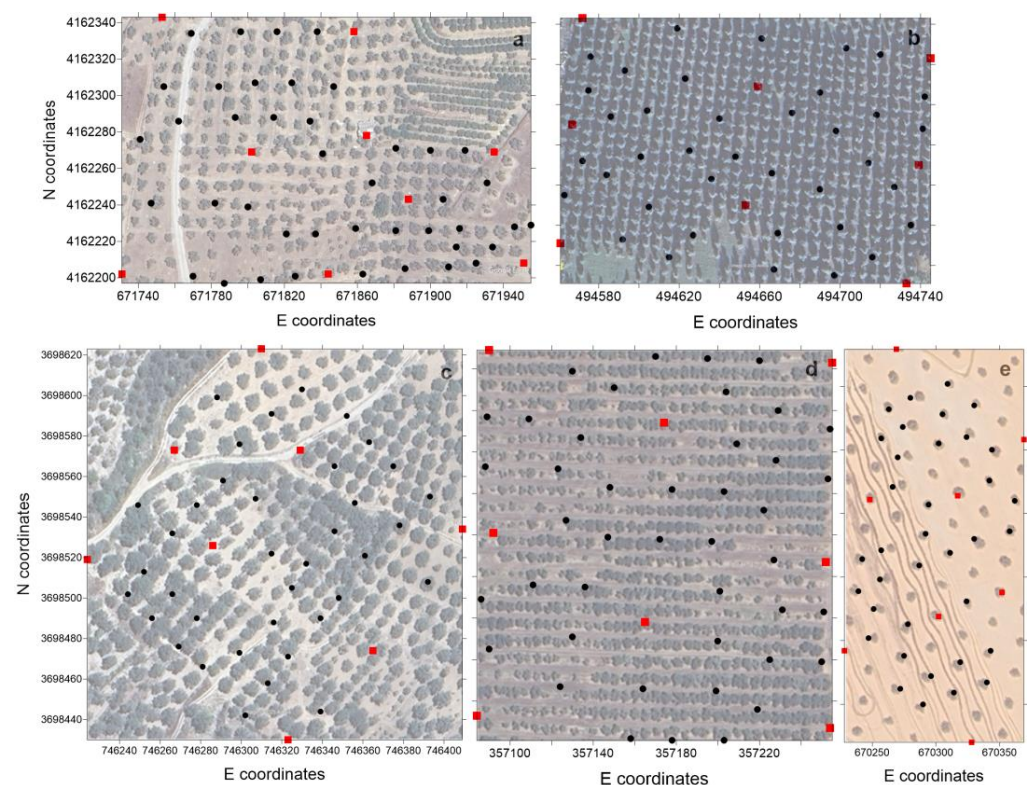 a
b
N coordinates
4162340
4162320
4162300
4162280
4162260
4162240
4162220
4162200
671740 671780 671820 671860 671900 671940
494580 494620 494660 494700 494740
E coordinates
E coordinates
c
d
e
N coordinates
3698620
3698600
3698580
3698560
3698540
3698520
3698500
3698480
3698460
3698440
746240 746260 746280 746300 746320 746340 746360 746380 746400
357100 357140 357180 357220
670250 670300 670350
E coordinates
E coordinates
E coordinates